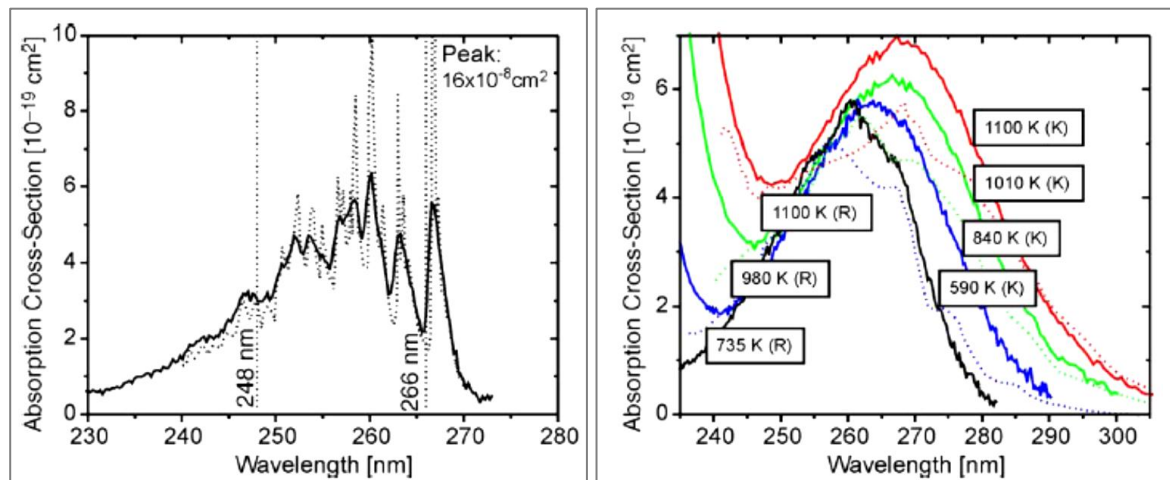 Absorption Cross-Section [10⁻¹⁹ cm²]
10
8
6
4
2
0
Peak:
16x10⁻⁸cm²
248 nm
266 nm
230 240 250 260 270 280
Wavelength [nm]
Absorption Cross-Section [10⁻¹⁹ cm²]
6
4
2
0
1100 K (K)
1010 K (K)
1100 K (R)
840 K (K)
980 K (R)
590 K (K)
735 K (R)
240 250 260 270 280 290 300
Wavelength [nm]